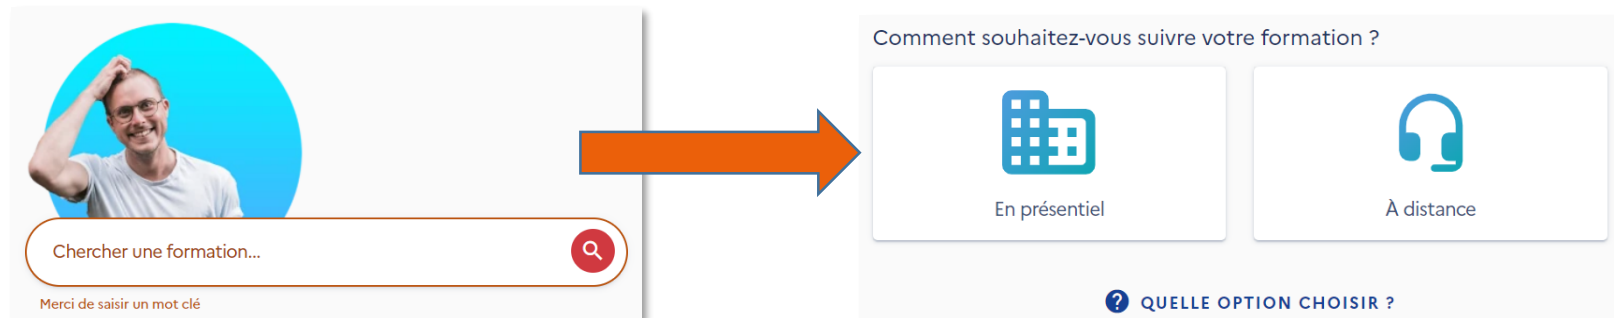 Chercher une formation...
Merci de saisir un mot clé
Comment souhaitez-vous suivre votre formation ?
En présentiel
À distance
QUELLE OPTION CHOISIR ?